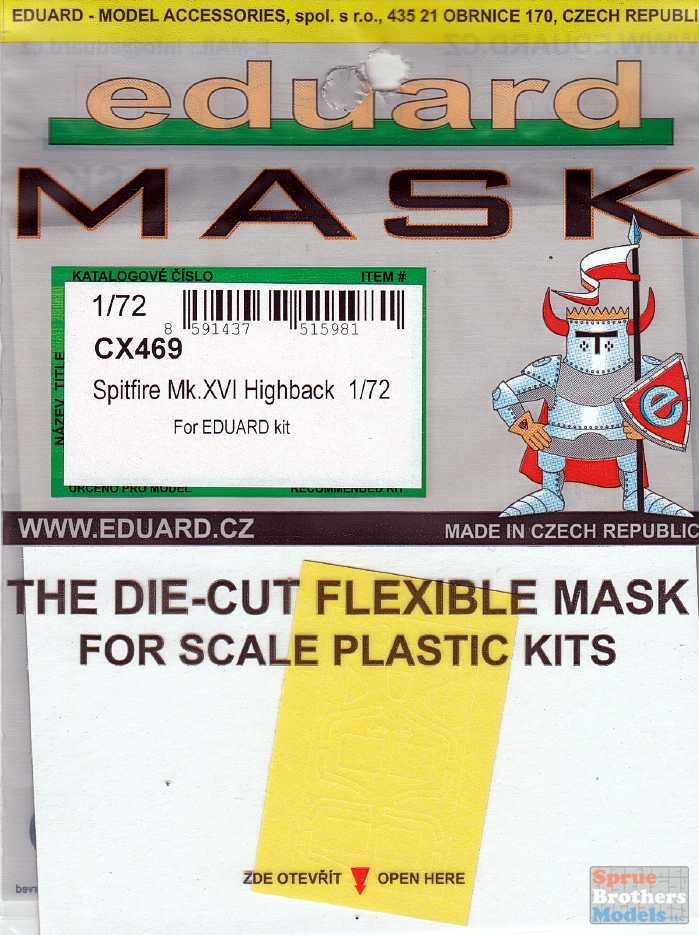 EDUARD - MODEL ACCESSORIES, spol. s r.o., 435 21 OBRNICE 170, CZECH REPUBLI
eduard
MASK
KATALOGOVÉ ČÍSLO ITEM #
1/72
8 591437 515981
CX469
Spitfire Mk.XVI Highback 1/72
For EDUARD kit
NÁZEV TITLE
URČENO PRO MODEL RECOMMENDED KIT
e
WWW.EDUARD.CZ MADE IN CZECH REPUBLIC
THE DIE-CUT FLEXIBLE MASK
FOR SCALE PLASTIC KITS
ZDE OTEVŘÍT OPEN HERE
Sprue
Brothers
Models LLC